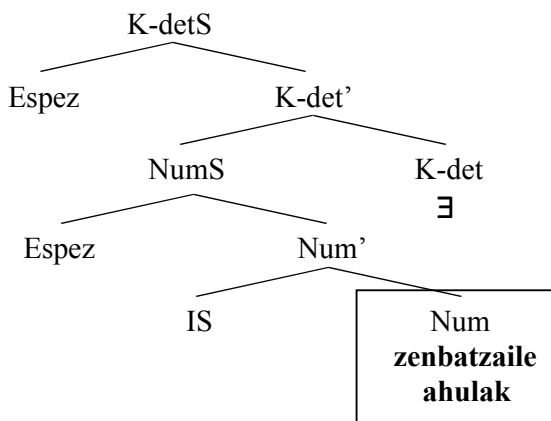 K-detS
Espez K-det’
NumS K-det
∃
Espez Num’
IS Num
zenbatzaile
ahulak